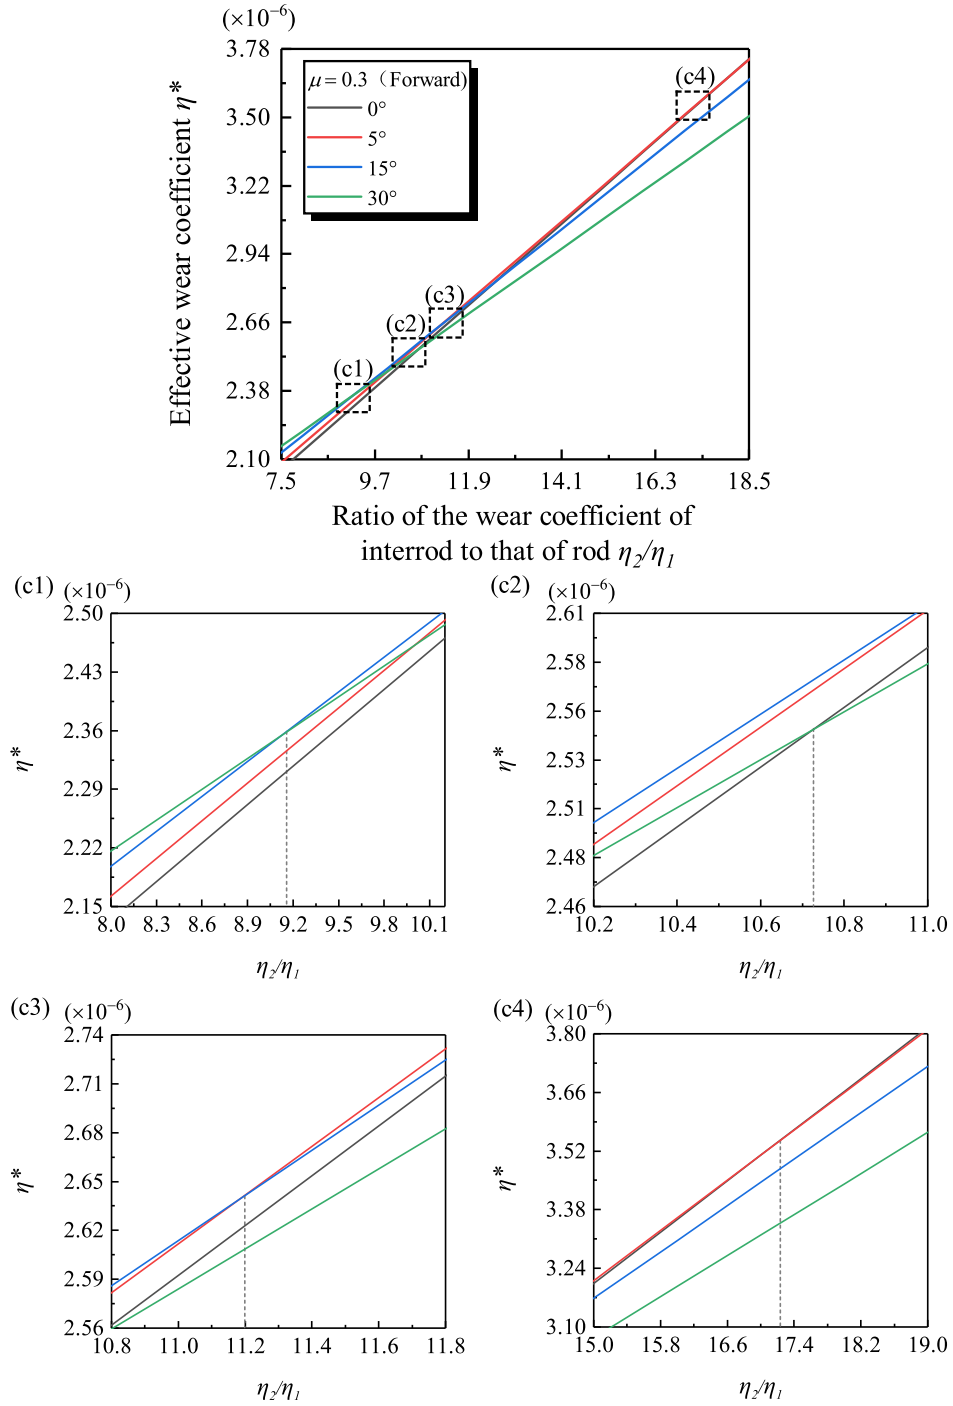 (×10⁻⁶)
3.78
3.50
3.22
2.94
2.66
2.38
2.10
Effective wear coefficient η*
μ = 0.3（Forward)
0°
5°
15°
30°
(c4)
(c3)
(c2)
(c1)
7.5 9.7 11.9 14.1 16.3 18.5
Ratio of the wear coefficient of
interrod to that of rod η₂/η₁
(c1) (×10⁻⁶)
2.50
2.43
2.36
2.29
2.22
2.15
η*
8.0 8.3 8.6 8.9 9.2 9.5 9.8 10.1
η₂/η₁
(c2) (×10⁻⁶)
2.61
2.58
2.56
2.53
2.51
2.48
2.46
η*
10.2 10.4 10.6 10.8 11.0
η₂/η₁
(c3) (×10⁻⁶)
2.74
2.71
2.68
2.65
2.62
2.59
2.56
η*
10.8 11.0 11.2 11.4 11.6 11.8
η₂/η₁
(c4) (×10⁻⁶)
3.80
3.66
3.52
3.38
3.24
3.10
η*
15.0 15.8 16.6 17.4 18.2 19.0
η₂/η₁